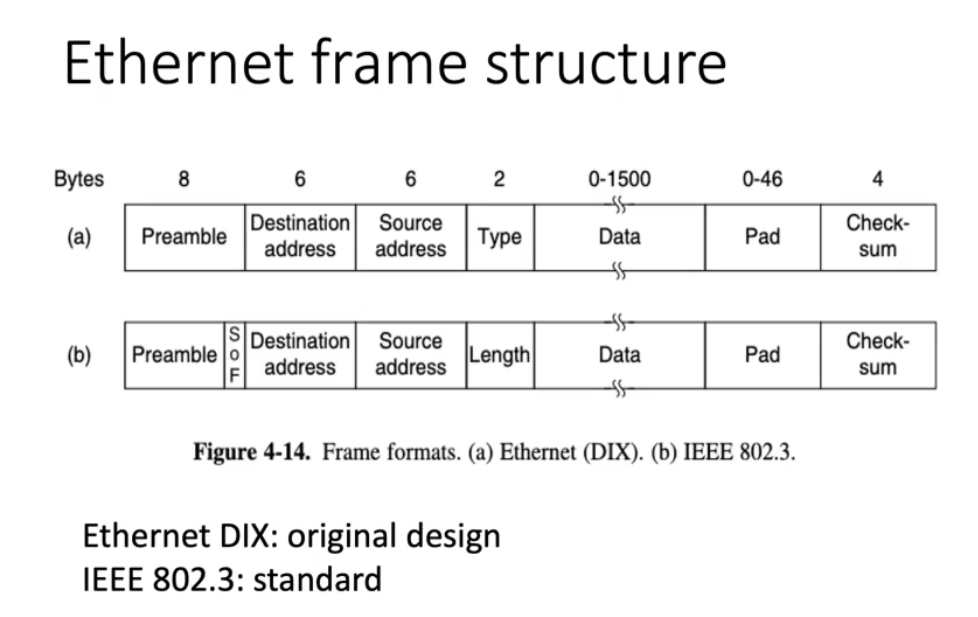 Ethernet frame structure
Bytes 8 6 6 2 0-1500 0-46 4
(a) Preamble Destination address Source address Type Data Pad Check-sum
(b) Preamble SoF Destination address Source address Length Data Pad Check-sum
Figure 4-14. Frame formats. (a) Ethernet (DIX). (b) IEEE 802.3.
Ethernet DIX: original design
IEEE 802.3: standard